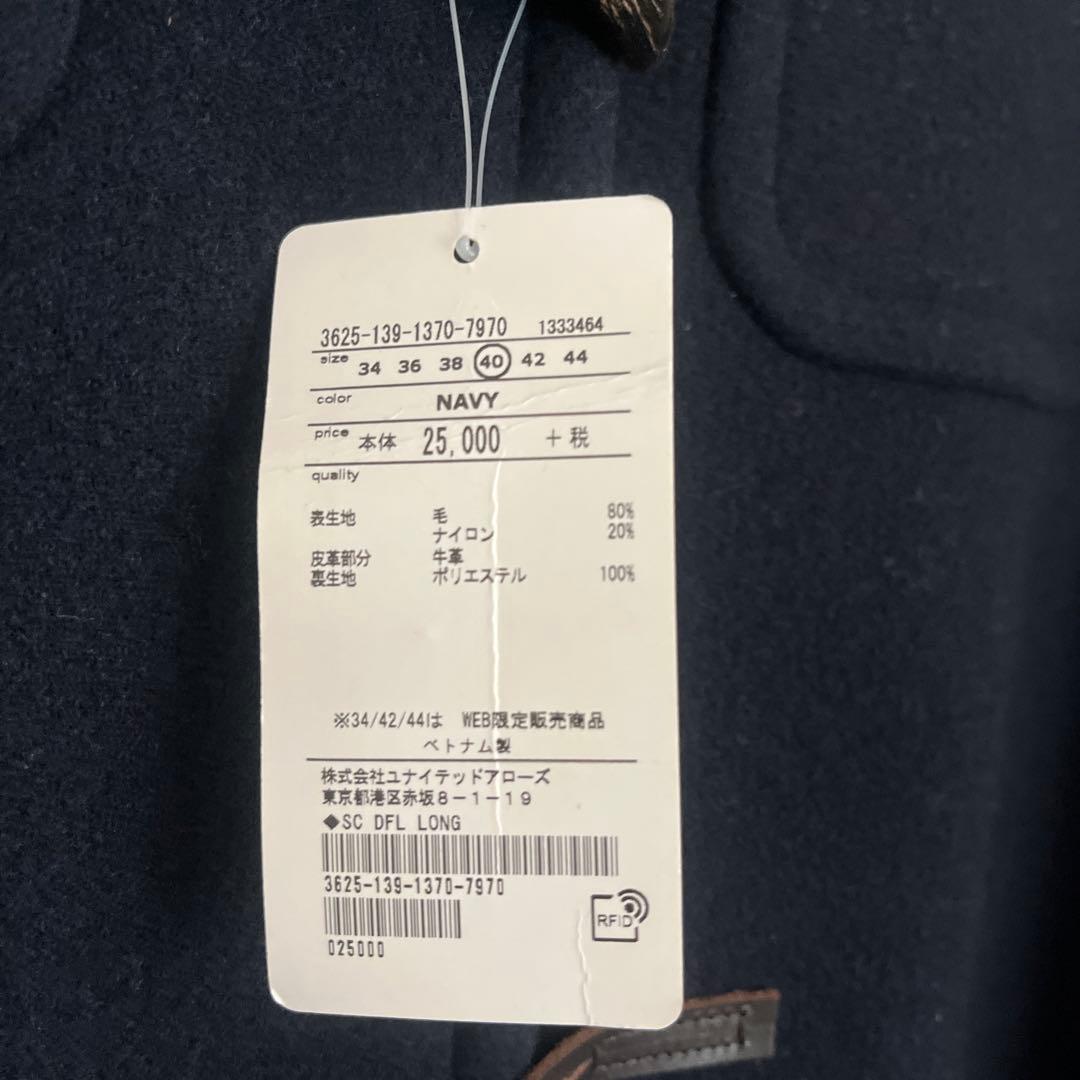 3625-139-1370-7970 1333464
size 34 36 38 40 42 44
color NAVY
price 本体 25,000 +税
quality
表生地 毛 80%
ナイロン 20%
皮革部分 牛革
裏生地 ポリエステル 100%
※34/42/44は WEB限定販売商品
ベトナム製
株式会社ユナイテッドアローズ
東京都港区赤坂8-1-19
◆SC DFL LONG
3625-139-1370-7970
RFID
025000